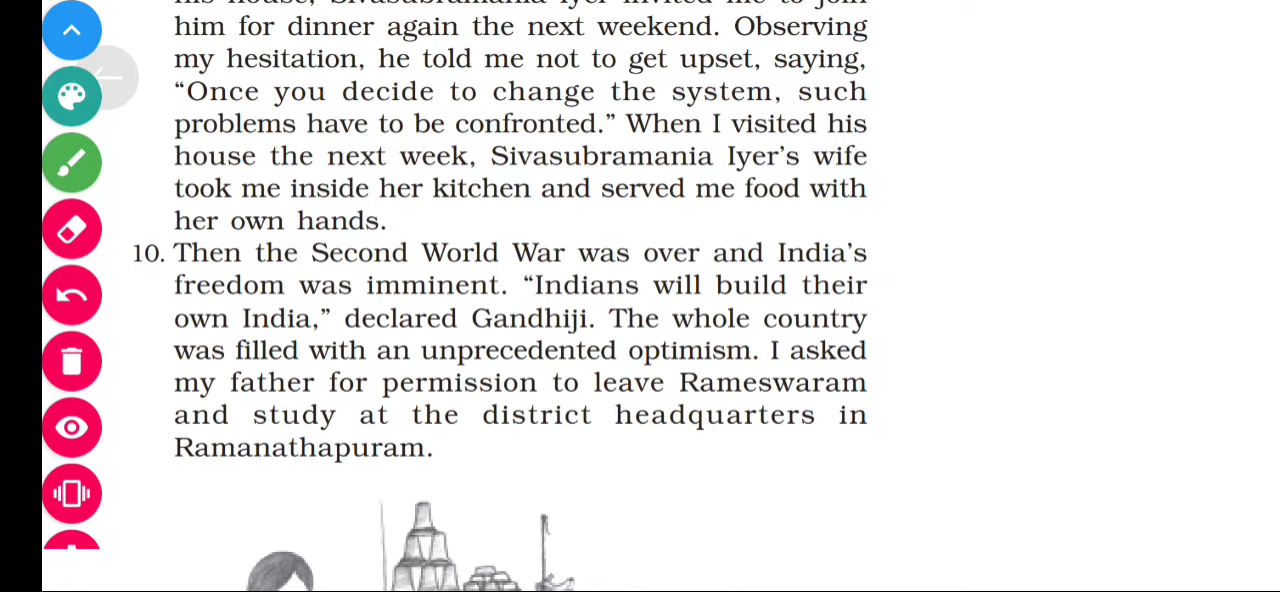 him for dinner again the next weekend. Observing
my hesitation, he told me not to get upset, saying,
“Once you decide to change the system, such
problems have to be confronted.” When I visited his
house the next week, Sivasubramania Iyer’s wife
took me inside her kitchen and served me food with
her own hands.
10. Then the Second World War was over and India’s
freedom was imminent. “Indians will build their
own India,” declared Gandhiji. The whole country
was filled with an unprecedented optimism. I asked
my father for permission to leave Rameswaram
and study at the district headquarters in
Ramanathapuram.